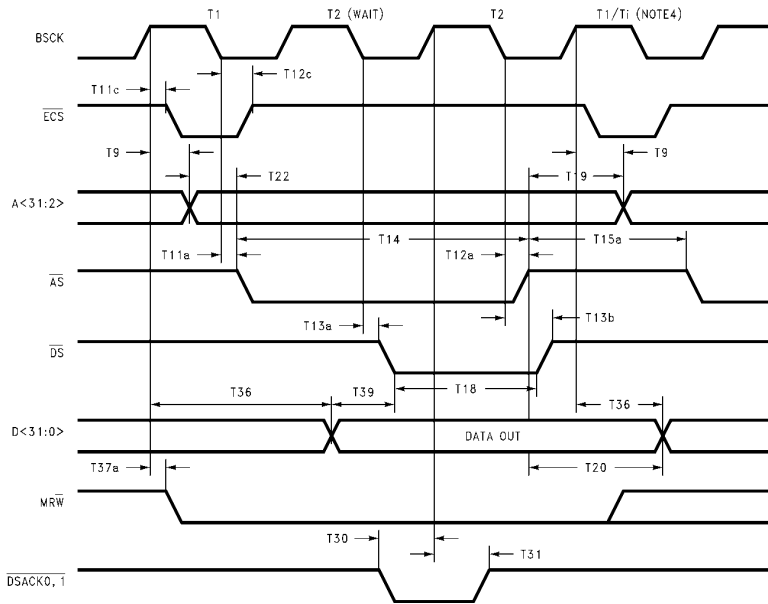 T1 T2 (WAIT) T2 T1/Ti (NOTE4)
BSCK
T12c
T11c
ECS
T9 T9
T22 T19
A<31:2>
T14 T15a
T11a T12a
AS
T13a T13b
DS
T36 T39 T18 T36
D<31:0> DATA OUT
T37a T20
MRW
T30 T31
DSACK0, 1